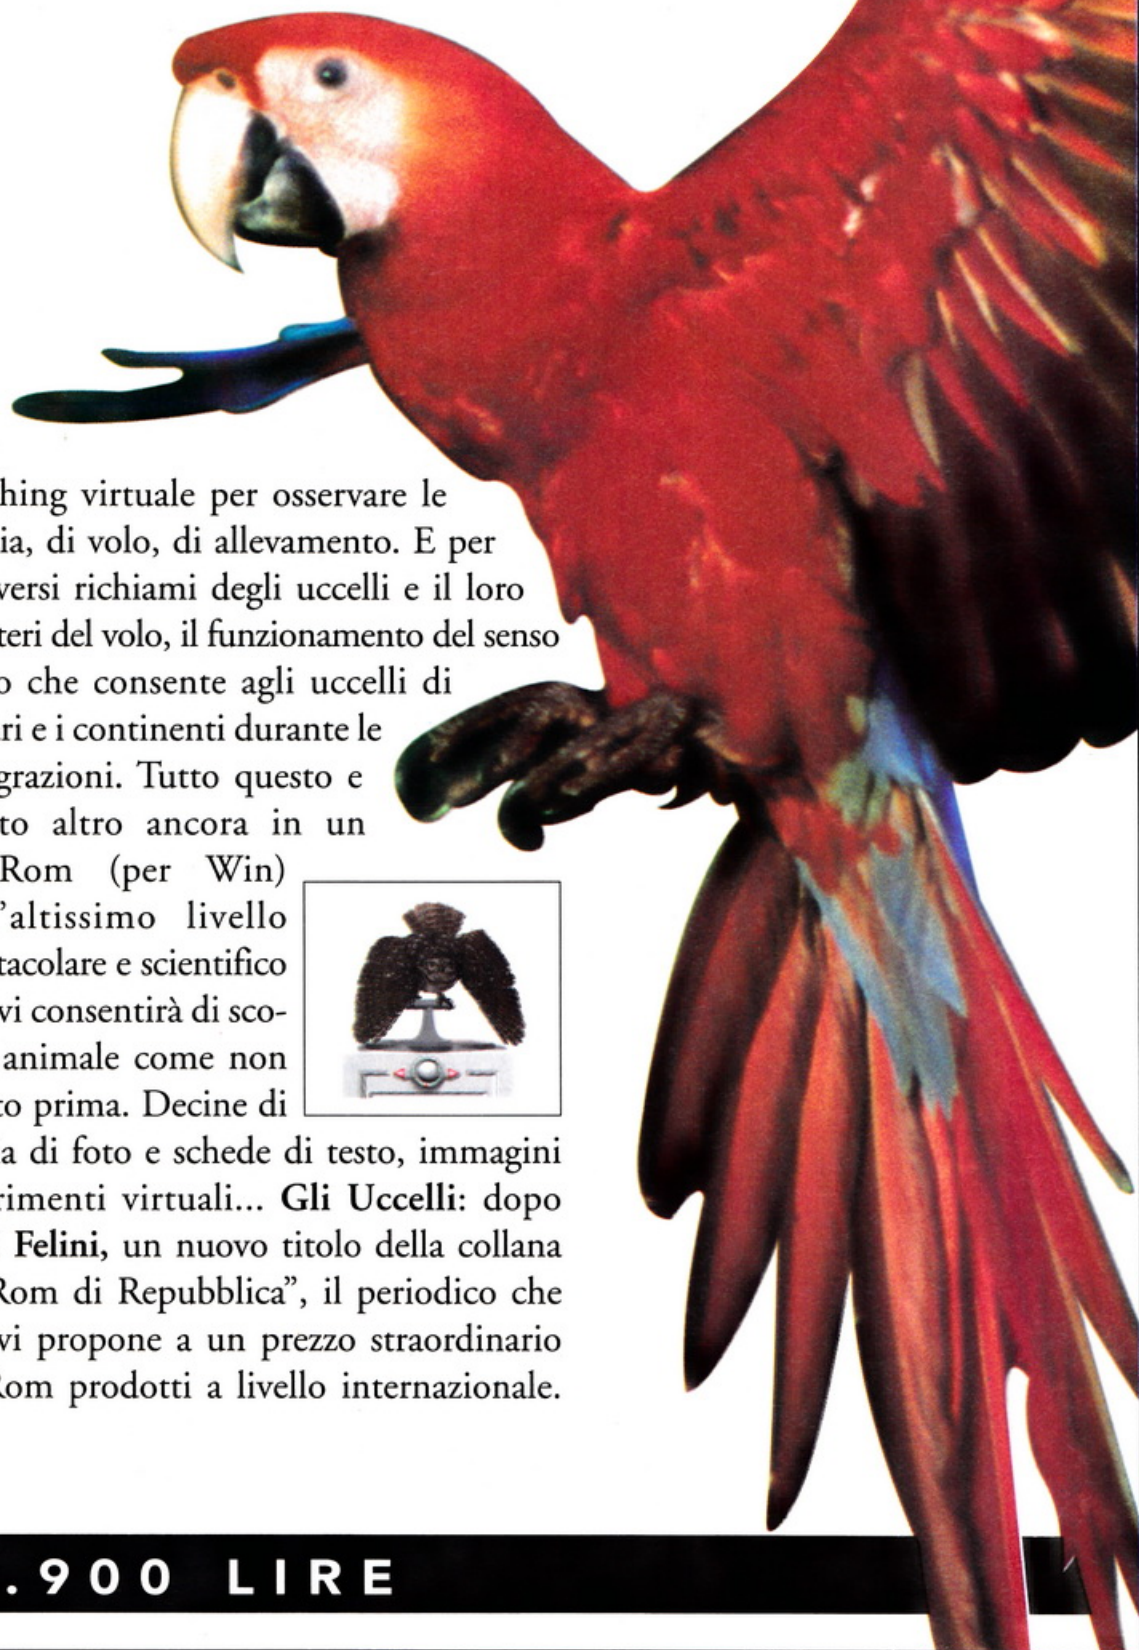 hing virtuale per osservare le
ia, di volo, di allevamento. E per
versi richiami degli uccelli e il loro
teri del volo, il funzionamento del senso
o che consente agli uccelli di
ri e i continenti durante le
grazioni. Tutto questo e
to altro ancora in un
Rom (per Win)
'altissimo livello
tacolare e scientifico
vi consentirà di sco-
animale come non
to prima. Decine di
a di foto e schede di testo, immagini
rimenti virtuali... Gli Uccelli: dopo
Felini, un nuovo titolo della collana
Rom di Repubblica”, il periodico che
vi propone a un prezzo straordinario
Rom prodotti a livello internazionale.
.900 LIRE